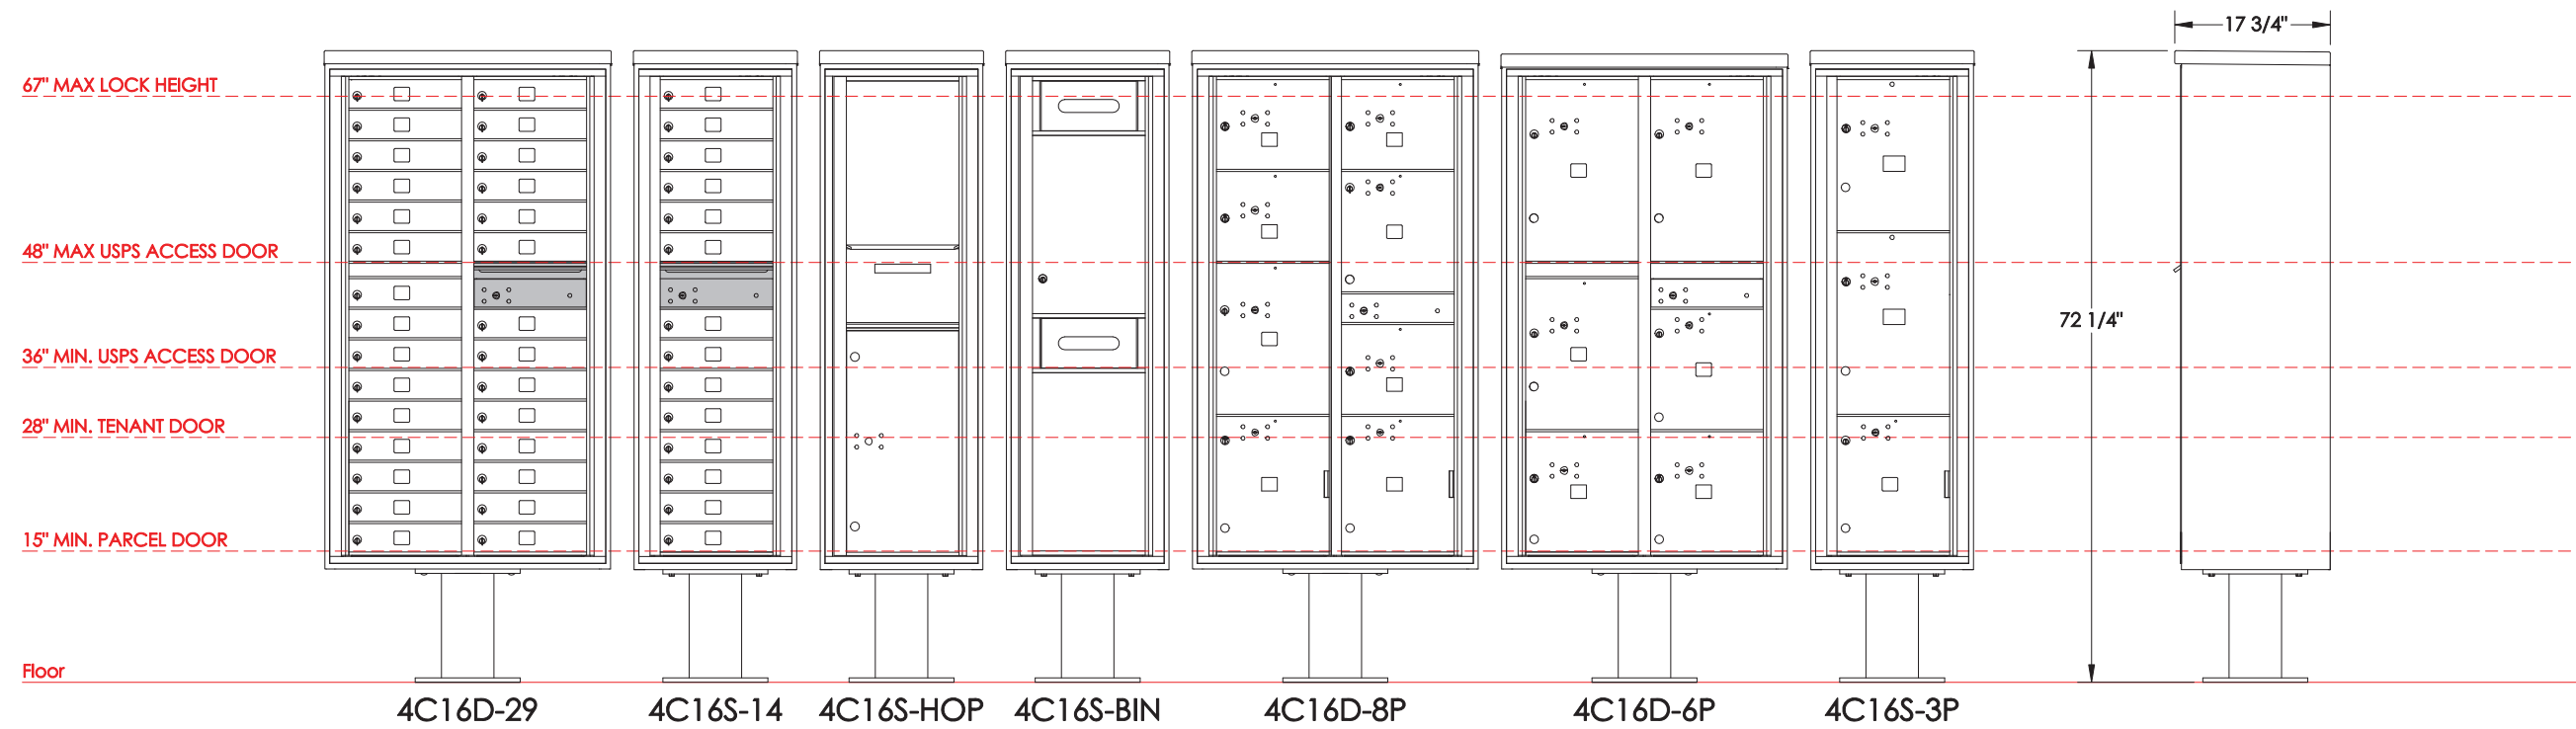 17 3/4"
67" MAX LOCK HEIGHT
48" MAX USPS ACCESS DOOR
72 1/4"
36" MIN. USPS ACCESS DOOR
28" MIN. TENANT DOOR
15" MIN. PARCEL DOOR
Floor
4C16D-29 4C16S-14 4C16S-HOP 4C16S-BIN 4C16D-8P 4C16D-6P 4C16S-3P